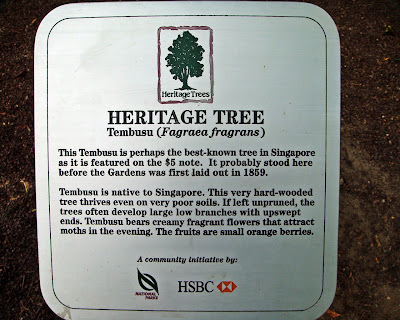 Heritage Trees
HERITAGE TREE
Tembusu (Fagraea fragrans)
This Tembusu is perhaps the best-known tree in Singapore
as it is featured on the $5 note. It probably stood here
before the Gardens was first laid out in 1859.
Tembusu is native to Singapore. This very hard-wooded
tree thrives even on very poor soils. If left unpruned, the
trees often develop large low branches with upswept
ends. Tembusu bears creamy fragrant flowers that attract
moths in the evening. The fruits are small orange berries.
A community initiative by:
NATIONAL
PARKS
HSBC